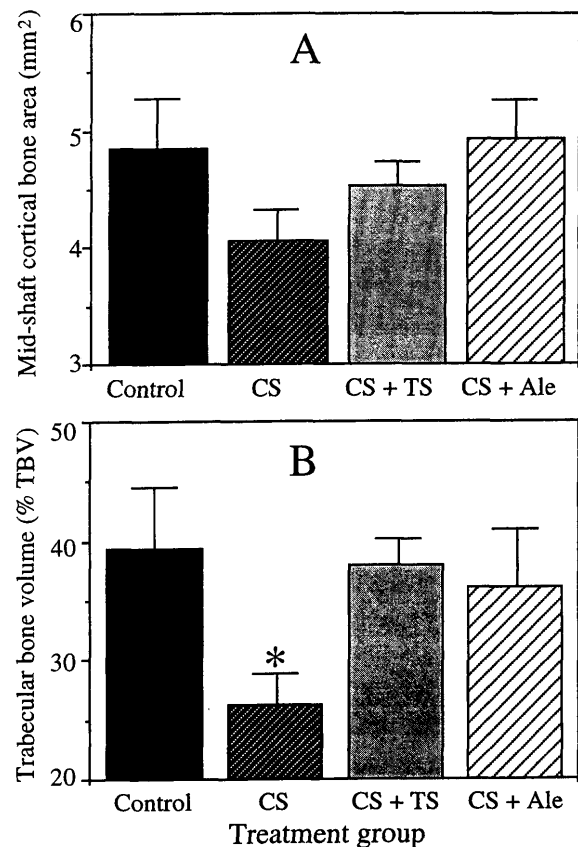 Mid-shaft cortical bone area (mm²)
6
5
4
3
A
Control CS CS + TS CS + Ale
Trabecular bone volume (% TBV)
50
40
30
20
B
*
Control CS CS + TS CS + Ale
Treatment group